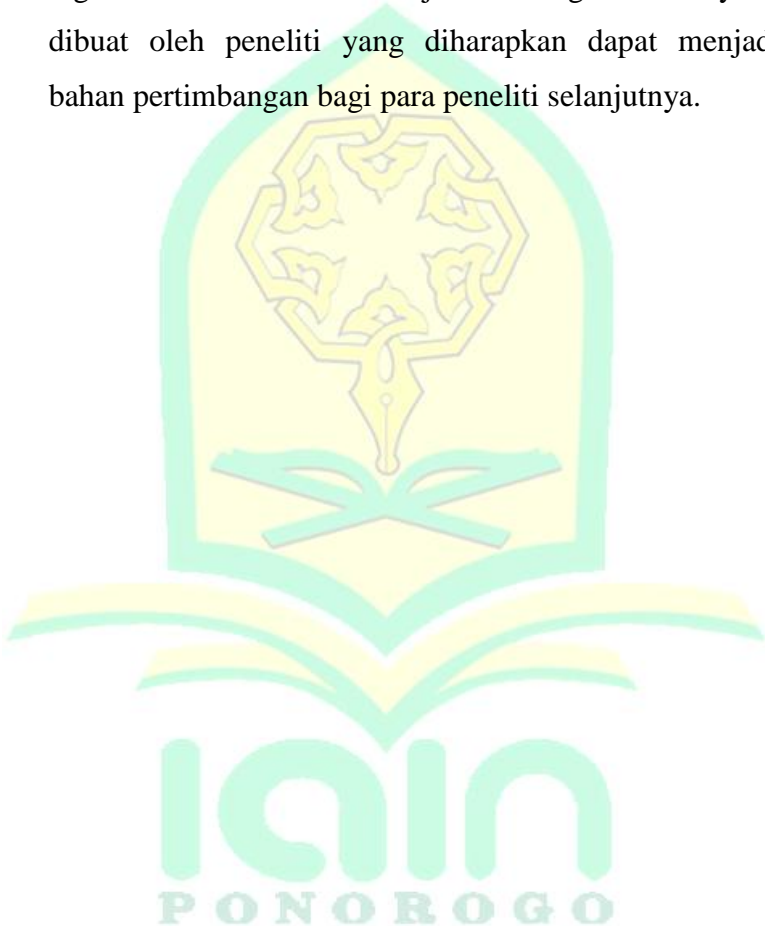 dibuat oleh peneliti yang diharapkan dapat menjad
bahan pertimbangan bagi para peneliti selanjutnya.
iain
PONOROGO